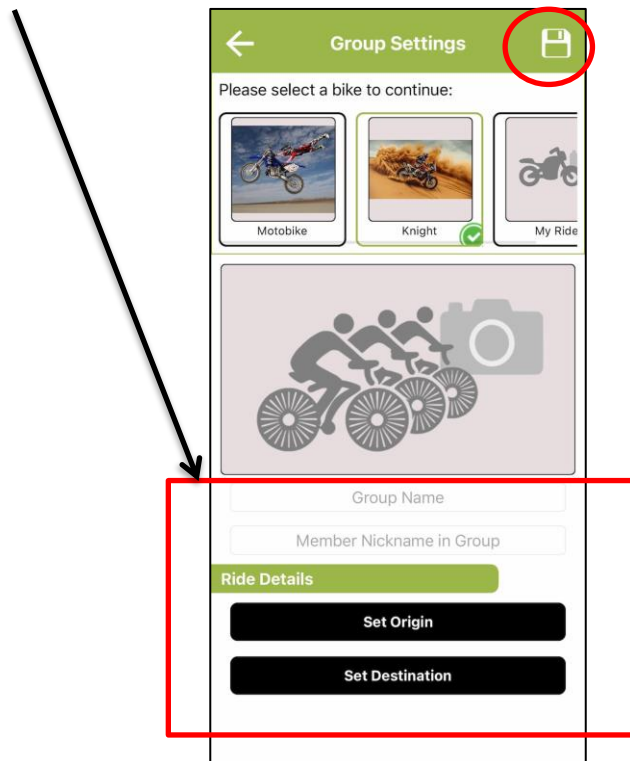 Group Settings
Please select a bike to continue:
Motobike
Knight
My Ride
Group Name
Member Nickname in Group
Ride Details
Set Origin
Set Destination